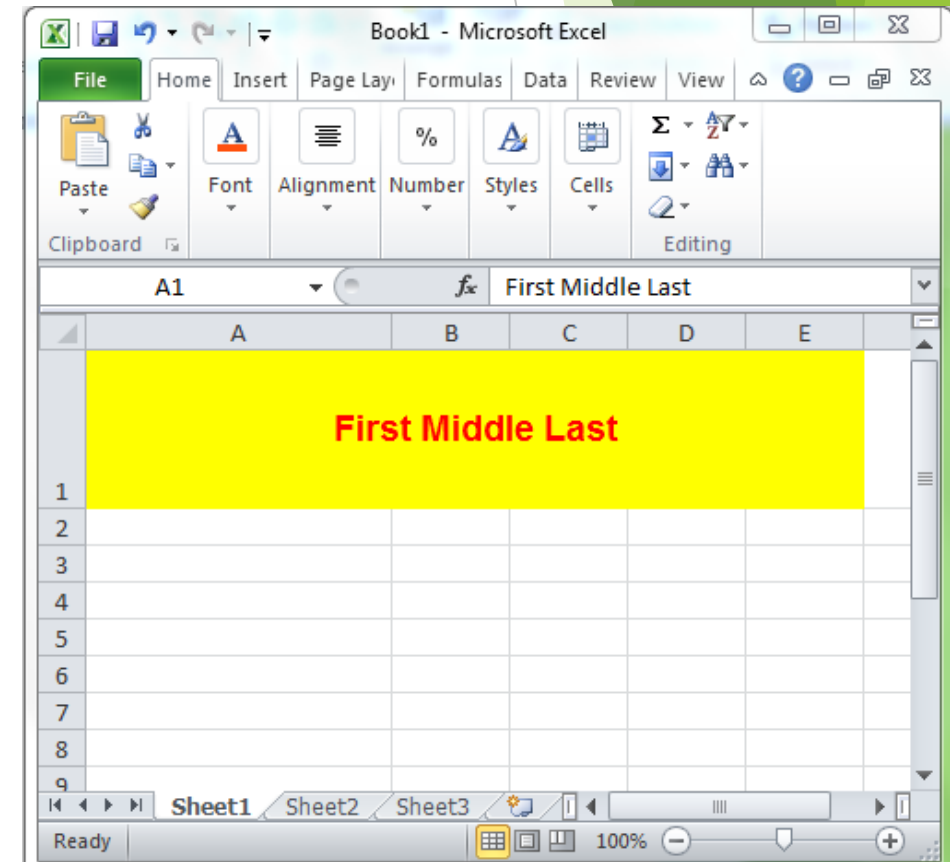 Book1 - Microsoft Excel
File Home Insert Page Lay Formulas Data Review View
Paste Font Alignment Number Styles Cells
Clipboard Editing
A1 fx First Middle Last
A B C D E
First Middle Last
1
2
3
4
5
6
7
8
9
Sheet1 Sheet2 Sheet3
Ready 100%